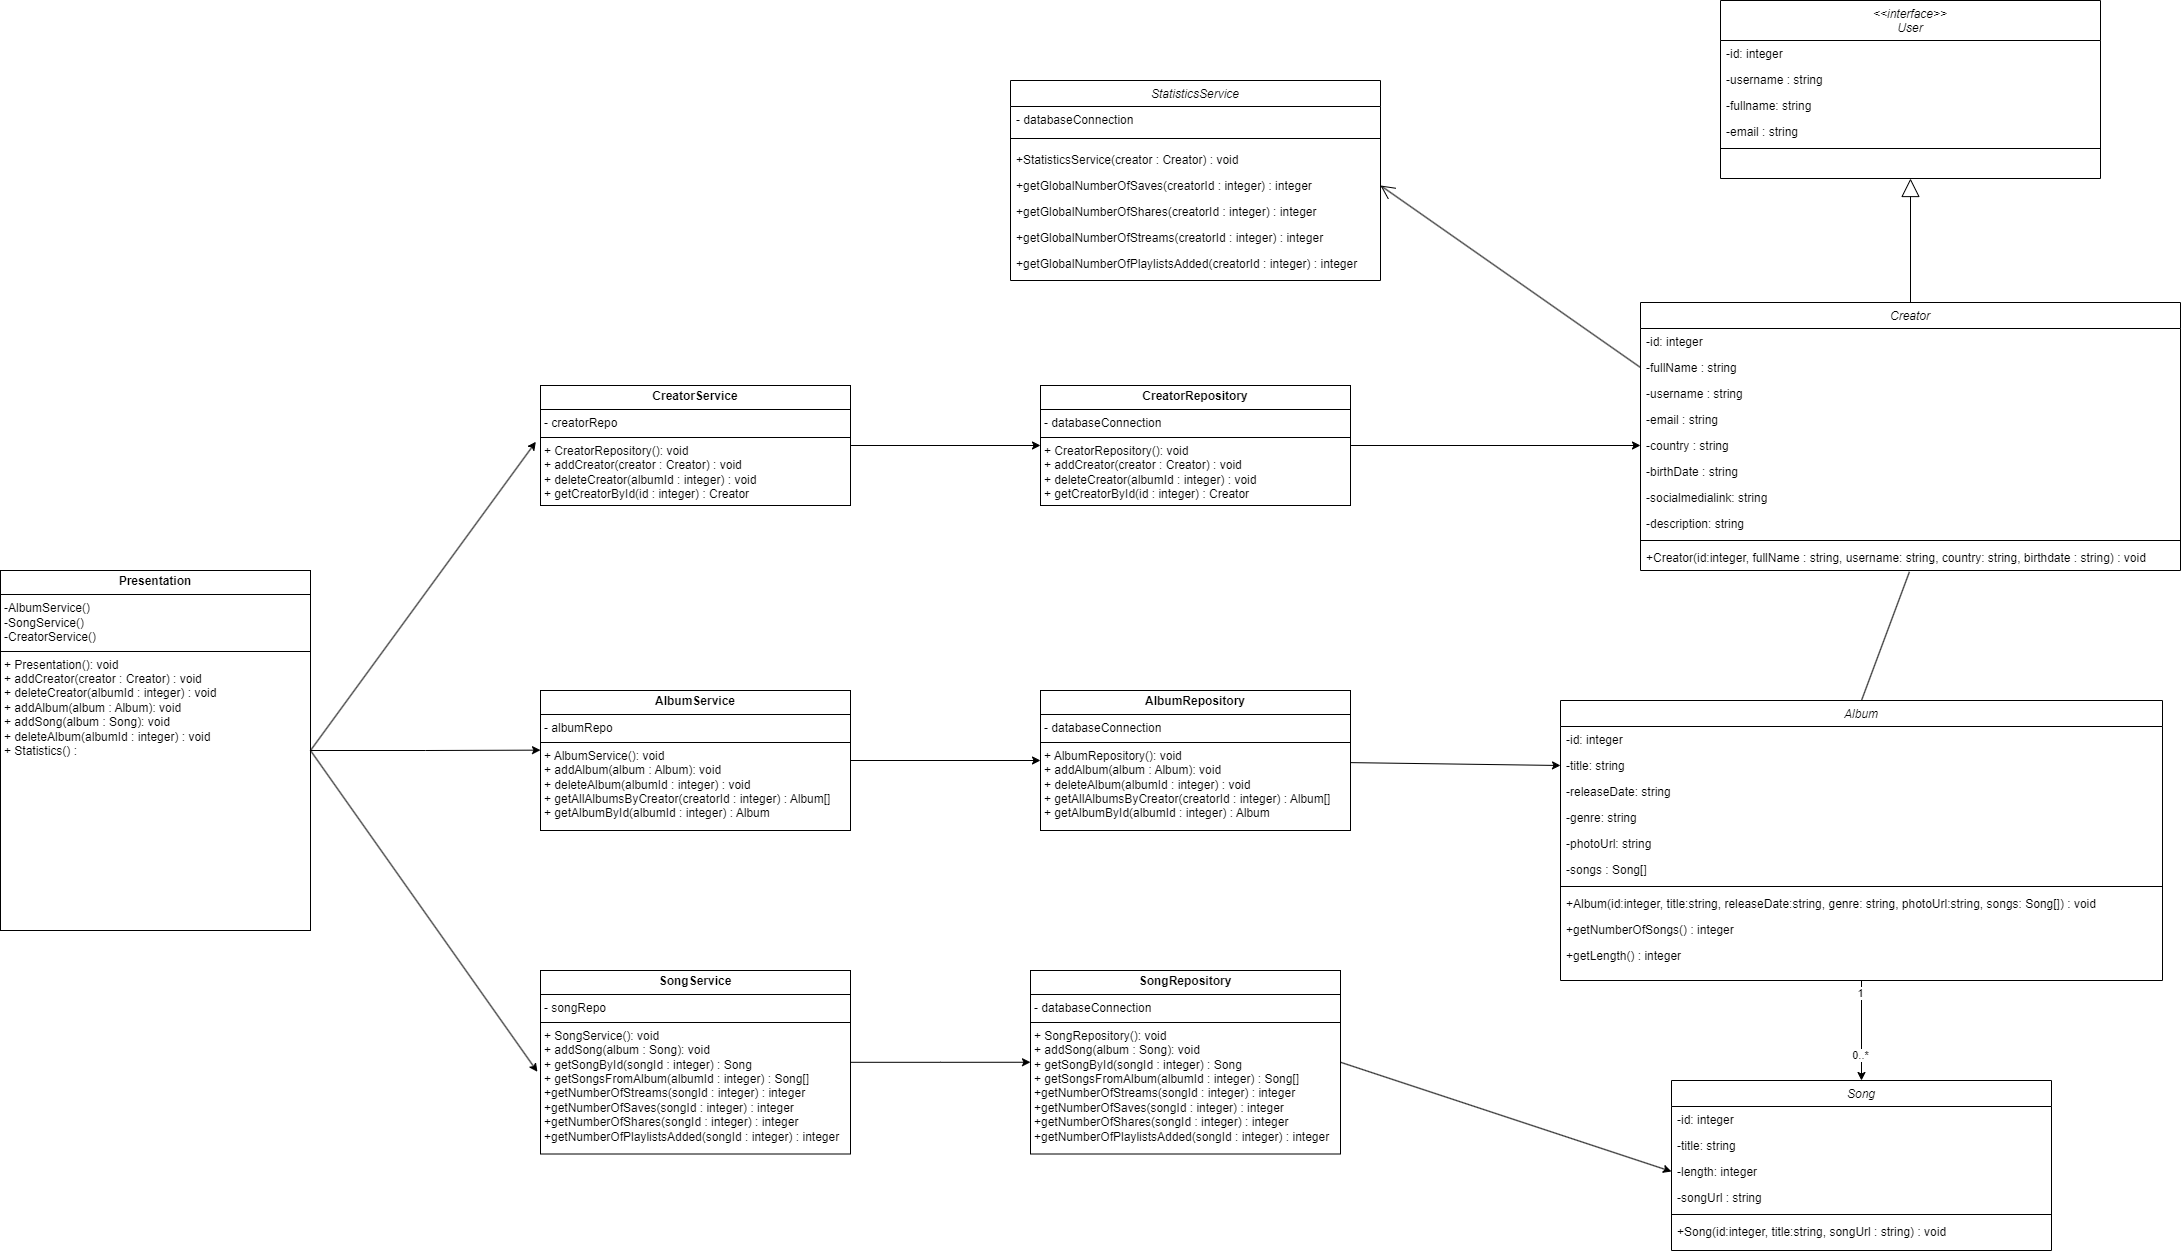 <<interface>>
User
-id: integer
-username : string
-fullname: string
-email : string
StatisticsService
- databaseConnection
+StatisticsService(creator : Creator) : void
+getGlobalNumberOfSaves(creatorId : integer) : integer
+getGlobalNumberOfShares(creatorId : integer) : integer
+getGlobalNumberOfStreams(creatorId : integer) : integer
+getGlobalNumberOfPlaylistsAdded(creatorId : integer) : integer
Creator
-id: integer
-fullName : string
-username : string
-email : string
-country : string
-birthDate : string
-socialmedialink: string
-description: string
+Creator(id:integer, fullName : string, username: string, country: string, birthdate : string) : void
CreatorService
- creatorRepo
+ CreatorRepository(): void
+ addCreator(creator : Creator) : void
+ deleteCreator(albumId : integer) : void
+ getCreatorById(id : integer) : Creator
CreatorRepository
- databaseConnection
+ CreatorRepository(): void
+ addCreator(creator : Creator) : void
+ deleteCreator(albumId : integer) : void
+ getCreatorById(id : integer) : Creator
Presentation
-AlbumService()
-SongService()
-CreatorService()
+ Presentation(): void
+ addCreator(creator : Creator) : void
+ deleteCreator(albumId : integer) : void
+ addAlbum(album : Album): void
+ addSong(album : Song): void
+ deleteAlbum(albumId : integer) : void
+ Statistics() :
AlbumService
- albumRepo
+ AlbumService(): void
+ addAlbum(album : Album): void
+ deleteAlbum(albumId : integer) : void
+ getAllAlbumsByCreator(creatorId : integer) : Album[]
+ getAlbumById(albumId : integer) : Album
AlbumRepository
- databaseConnection
+ AlbumRepository(): void
+ addAlbum(album : Album): void
+ deleteAlbum(albumId : integer) : void
+ getAllAlbumsByCreator(creatorId : integer) : Album[]
+ getAlbumById(albumId : integer) : Album
Album
-id: integer
-title: string
-releaseDate: string
-genre: string
-photoUrl: string
-songs : Song[]
+Album(id:integer, title:string, releaseDate:string, genre: string, photoUrl:string, songs: Song[]) : void
+getNumberOfSongs() : integer
+getLength() : integer
1
0..*
SongService
- songRepo
+ SongService(): void
+ addSong(album : Song): void
+ getSongById(songId : integer) : Song
+ getSongsFromAlbum(albumId : integer) : Song[]
+getNumberOfStreams(songId : integer) : integer
+getNumberOfSaves(songId : integer) : integer
+getNumberOfShares(songId : integer) : integer
+getNumberOfPlaylistsAdded(songId : integer) : integer
SongRepository
- databaseConnection
+ SongRepository(): void
+ addSong(album : Song): void
+ getSongById(songId : integer) : Song
+ getSongsFromAlbum(albumId : integer) : Song[]
+getNumberOfStreams(songId : integer) : integer
+getNumberOfSaves(songId : integer) : integer
+getNumberOfShares(songId : integer) : integer
+getNumberOfPlaylistsAdded(songId : integer) : integer
Song
-id: integer
-title: string
-length: integer
-songUrl : string
+Song(id:integer, title:string, songUrl : string) : void